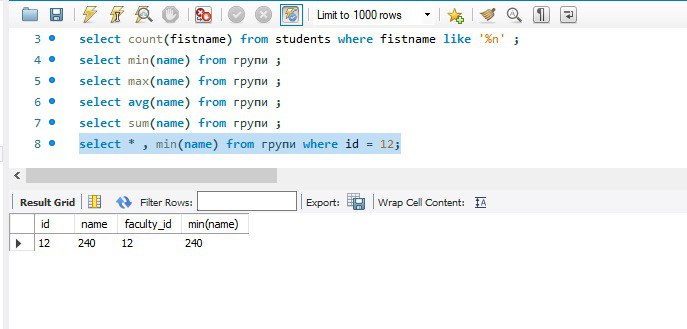 Limit to 1000 rows
3 select count(fistname) from students where fistname like '%n' ;
4 select min(name) from групи ;
5 select max(name) from групи ;
6 select avg(name) from групи ;
7 select sum(name) from групи ;
8 select * , min(name) from групи where id = 12;
Result Grid Filter Rows: Export: Wrap Cell Content: IA
id name faculty_id min(name)
12 240 12 240